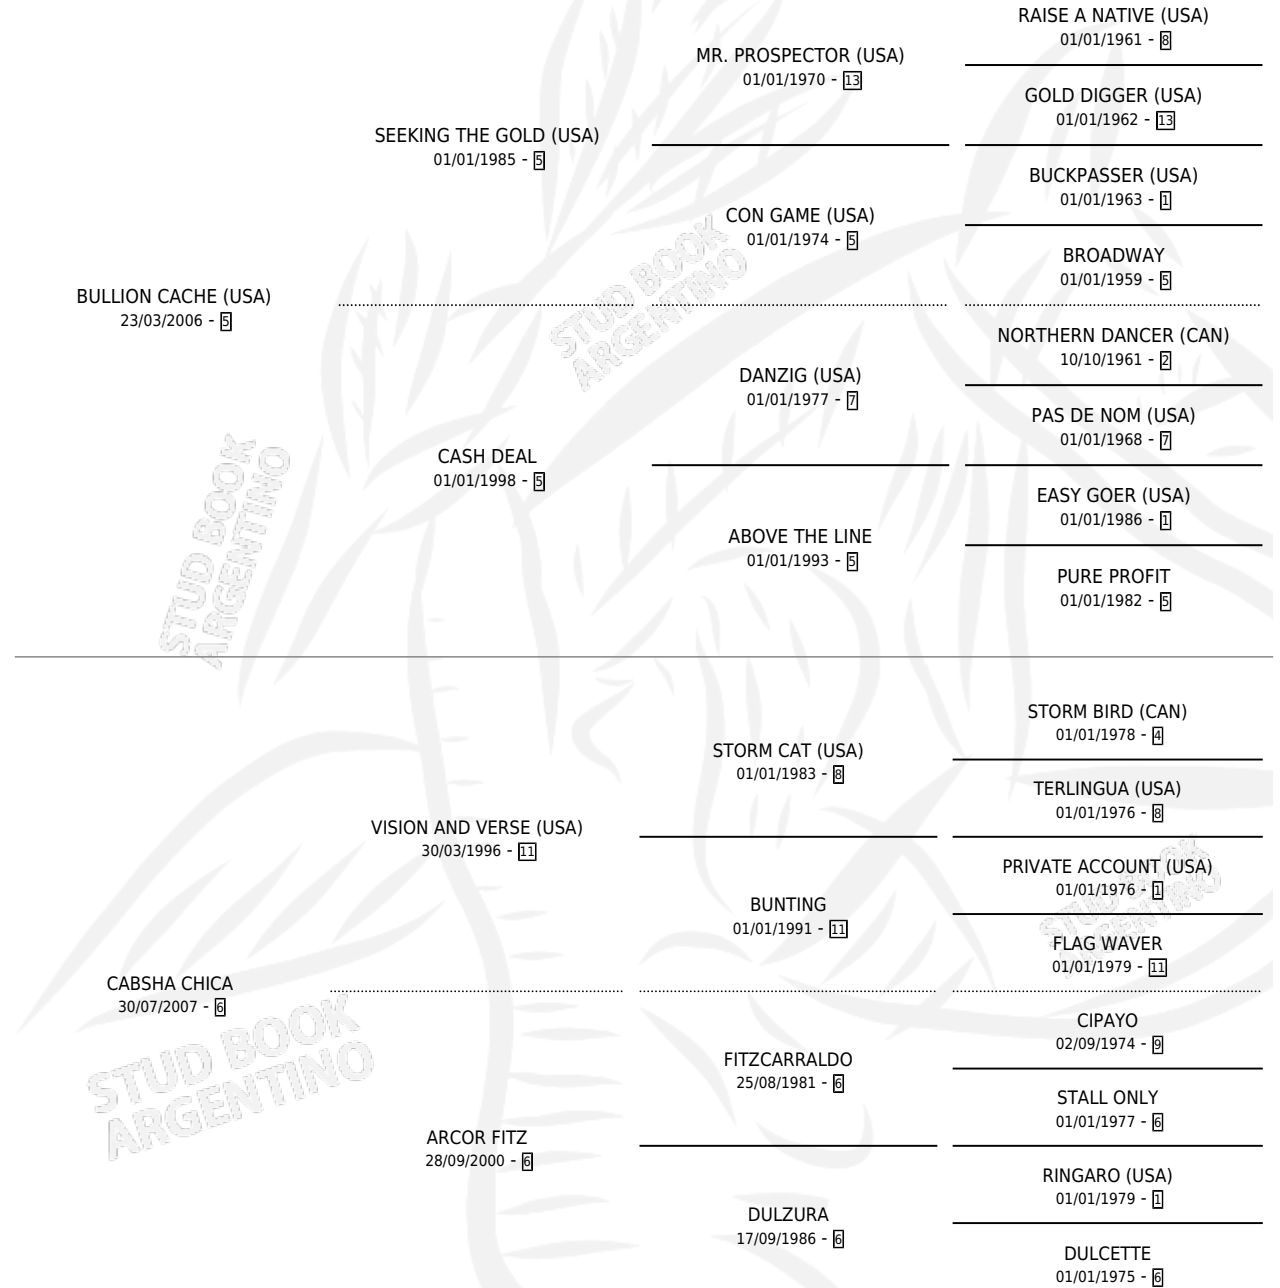 RAISE A NATIVE (USA)
01/01/1961 - 8
MR. PROSPECTOR (USA)
01/01/1970 - 13
GOLD DIGGER (USA)
01/01/1962 - 13
SEEKING THE GOLD (USA)
01/01/1985 - 5
BUCKPASSER (USA)
01/01/1963 - 1
CON GAME (USA)
01/01/1974 - 5
BROADWAY
01/01/1959 - 5
BULLION CACHE (USA)
23/03/2006 - 5
NORTHERN DANCER (CAN)
10/10/1961 - 2
DANZIG (USA)
01/01/1977 - 7
PAS DE NOM (USA)
01/01/1968 - 7
CASH DEAL
01/01/1998 - 5
EASY GOER (USA)
01/01/1986 - 1
ABOVE THE LINE
01/01/1993 - 5
PURE PROFIT
01/01/1982 - 5
STORM BIRD (CAN)
01/01/1978 - 4
STORM CAT (USA)
01/01/1983 - 8
TERLINGUA (USA)
01/01/1976 - 8
VISION AND VERSE (USA)
30/03/1996 - 11
PRIVATE ACCOUNT (USA)
01/01/1976 - 1
BUNTING
01/01/1991 - 11
FLAG WAVER
01/01/1979 - 11
CABSHA CHICA
30/07/2007 - 6
CIPAYO
02/09/1974 - 9
FITZCARRALDO
25/08/1981 - 6
STALL ONLY
01/01/1977 - 6
ARCOR FITZ
28/09/2000 - 6
RINGARO (USA)
01/01/1979 - 1
DULZURA
17/09/1986 - 6
DULCETTE
01/01/1975 - 6
STUD BOOK
ARGENTINO
STUD BOOK
ARGENTINO
STUD BOOK
ARGENTINO
STUD BOOK
ARGENTINO